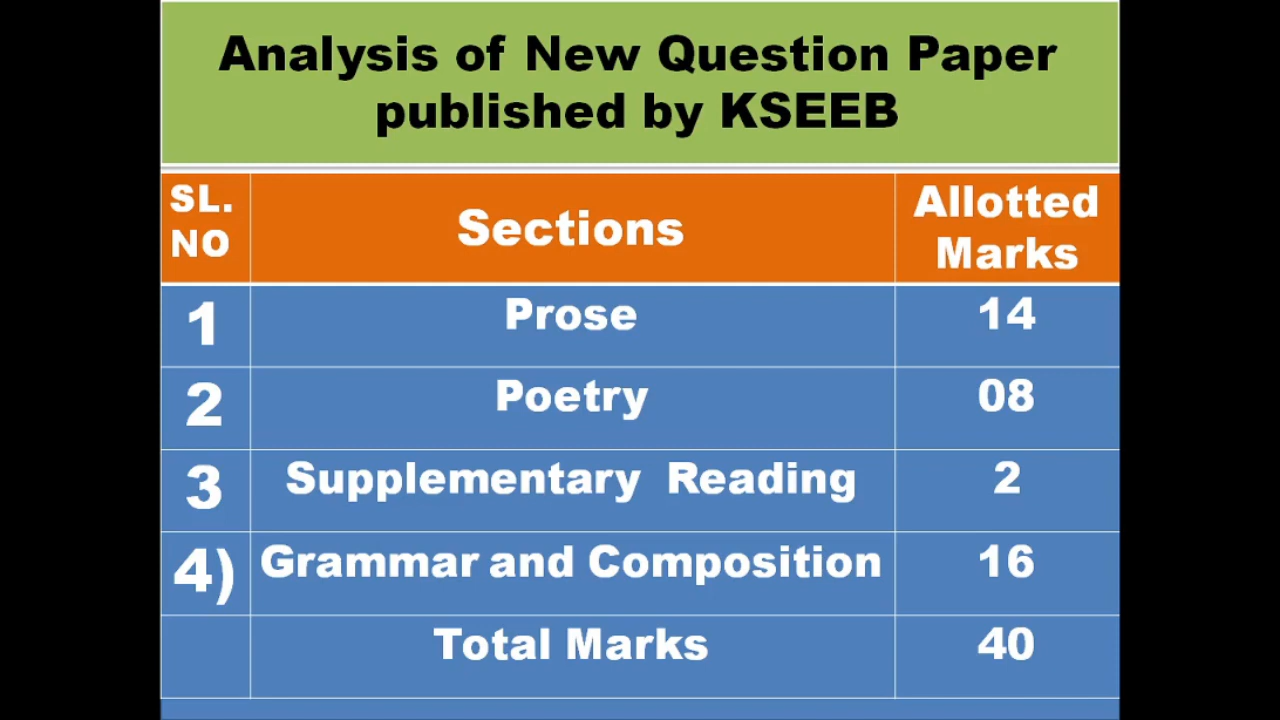 Analysis of New Question Paper
published by KSEEB
SL.
NO
Sections
Allotted
Marks
1
Prose
14
2
Poetry
08
3
Supplementary Reading
2
4)
Grammar and Composition
16
Total Marks
40